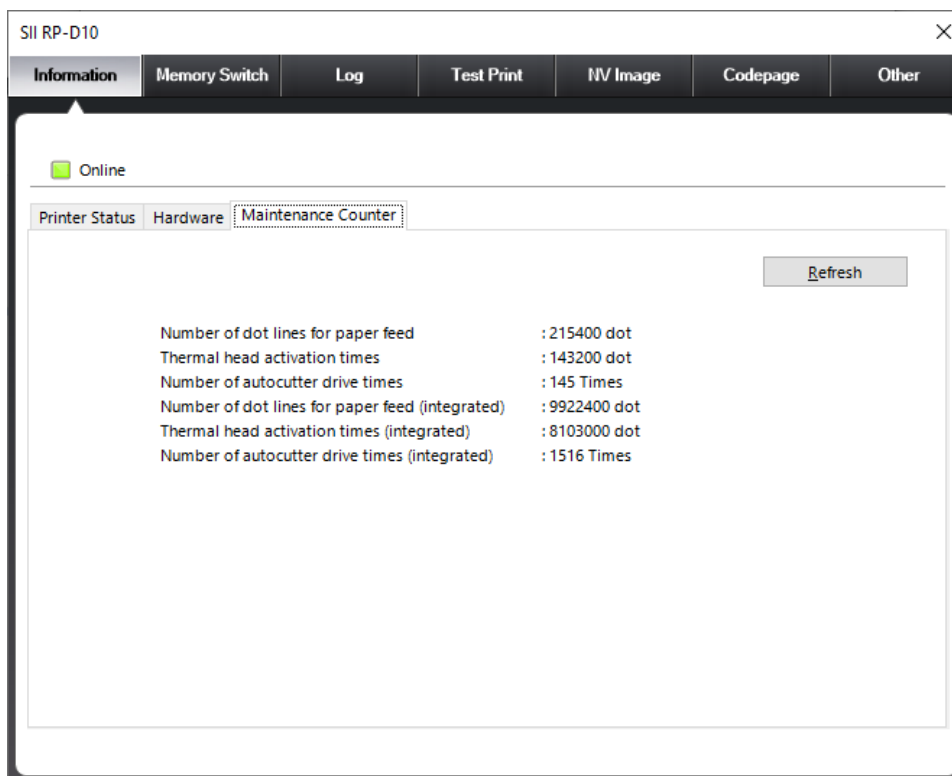 SII RP-D10
Information Memory Switch Log Test Print NV Image Codepage Other
Online
Printer Status Hardware Maintenance Counter
Refresh
Number of dot lines for paper feed : 215400 dot
Thermal head activation times : 143200 dot
Number of autocutter drive times : 145 Times
Number of dot lines for paper feed (integrated) : 9922400 dot
Thermal head activation times (integrated) : 8103000 dot
Number of autocutter drive times (integrated) : 1516 Times